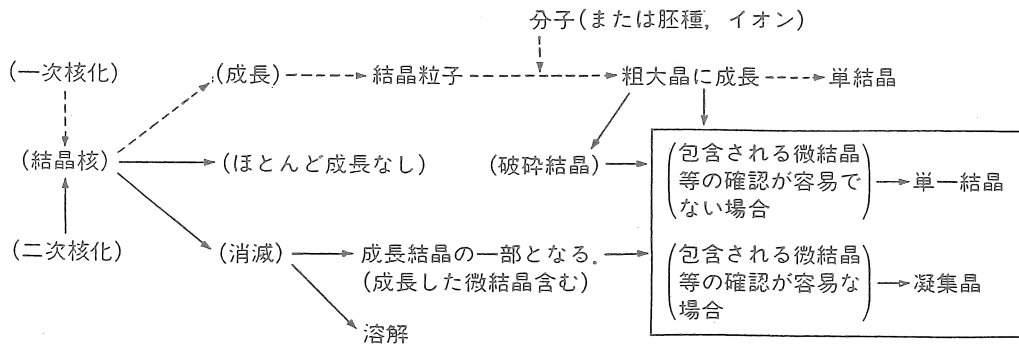 分子(または胚種, イオン)
(一次核化)
(成長)
結晶粒子
粗大晶に成長
単結晶
(結晶核)
(ほとんど成長なし)
(破砕結晶)
(包含される微結晶
等の確認が容易で
ない場合)
単一結晶
(二次核化)
(消滅)
成長結晶の一部となる.
(成長した微結晶含む)
(包含される微結晶
等の確認が容易な
場合)
凝集晶
溶解